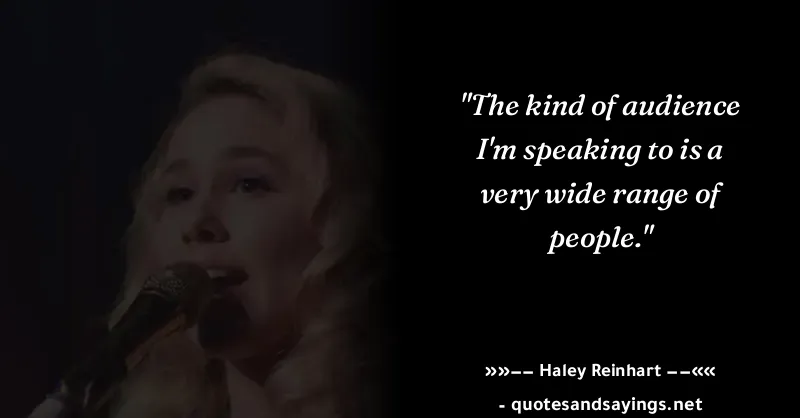 "The kind of audience
I'm speaking to is a
very wide range of
people."
»»–– Haley Reinhart ––««
- quotesandsayings.net